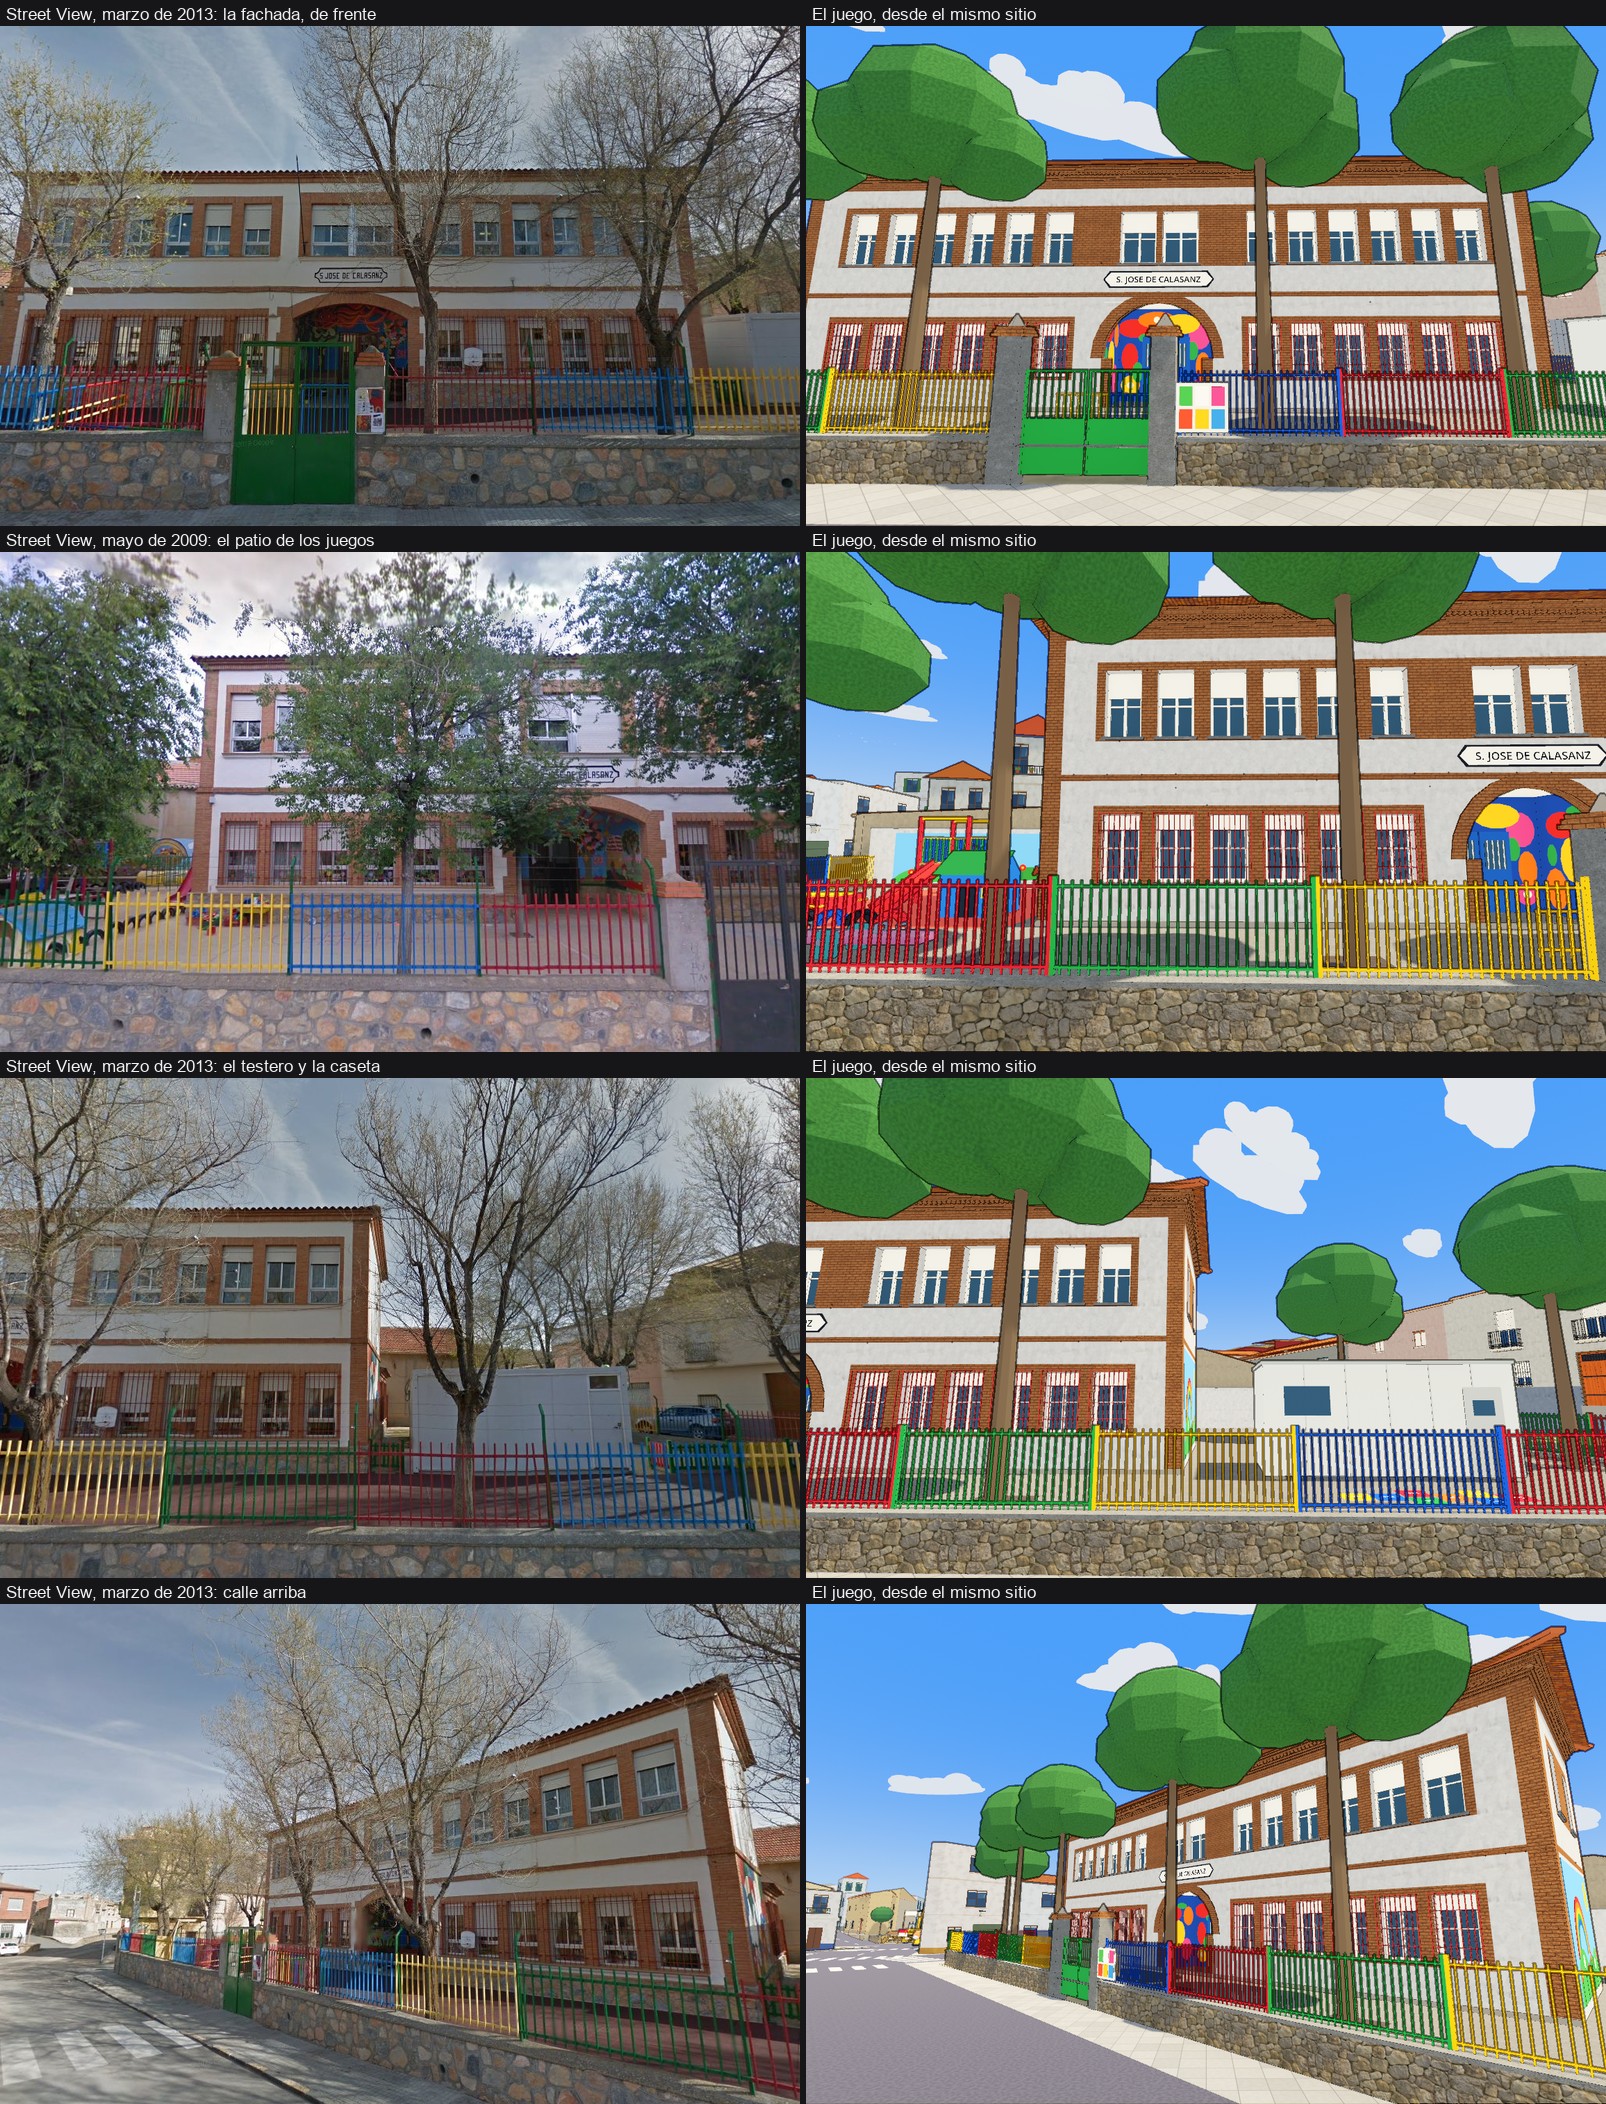 Street View, marzo de 2013: la fachada, de frente
El juego, desde el mismo sitio
S JOSE DE CALASANZ
S. JOSE DE CALASANZ
Street View, mayo de 2009: el patio de los juegos
El juego, desde el mismo sitio
DE CALASANZ
S. JOSE DE CALASANZ
Street View, marzo de 2013: el testero y la caseta
El juego, desde el mismo sitio
Street View, marzo de 2013: calle arriba
El juego, desde el mismo sitio